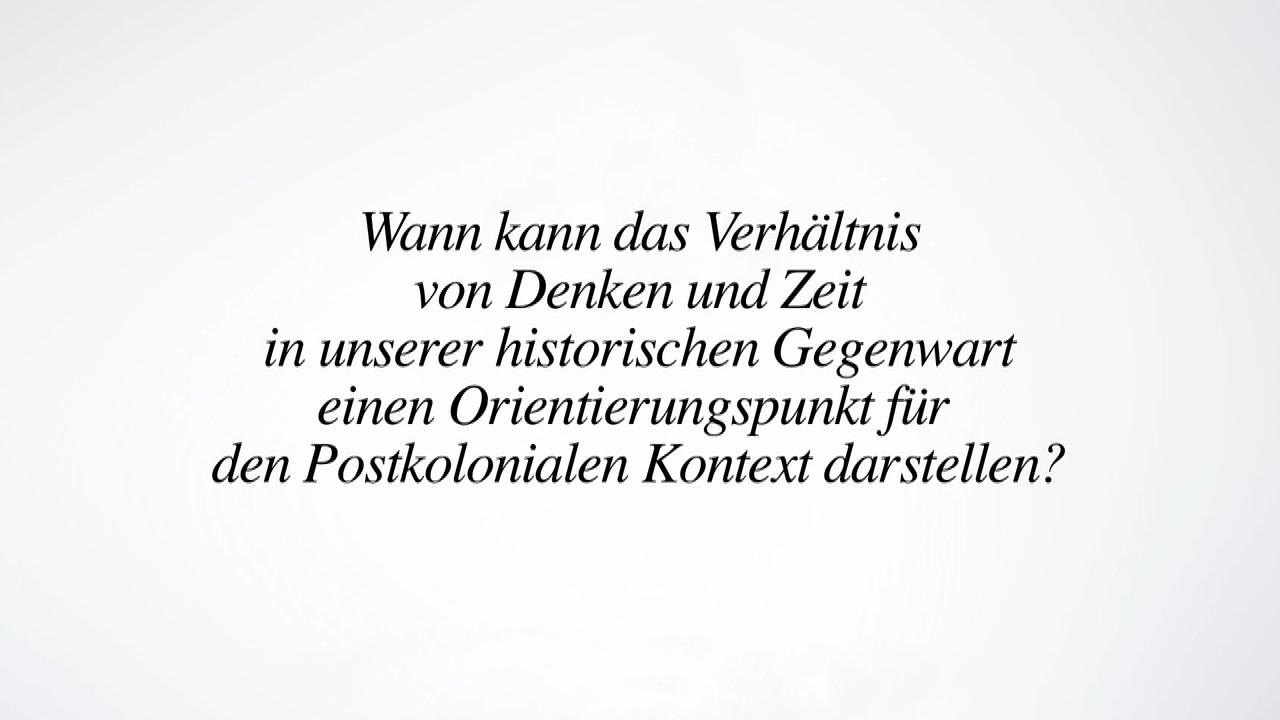 Wann kann das Verhältnis
von Denken und Zeit
in unserer historischen Gegenwart
einen Orientierungspunkt für
den Postkolonialen Kontext darstellen?